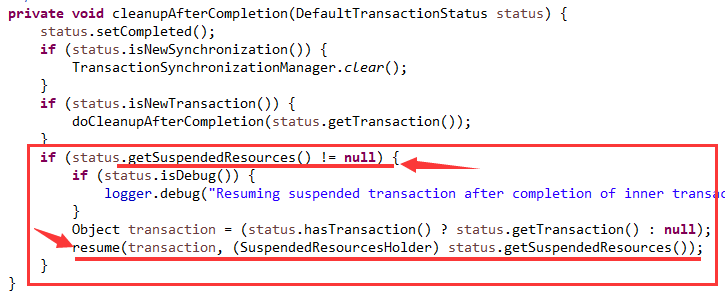 private void cleanupAfterCompletion(DefaultTransactionStatus status) {
    status.setCompleted();
    if (status.isNewSynchronization()) {
        TransactionSynchronizationManager.clear();
    }
    if (status.isNewTransaction()) {
        doCleanupAfterCompletion(status.getTransaction());
    }
    if (status.getSuspendedResources() != null) {
        if (status.isDebug()) {
            logger.debug("Resuming suspended transaction after completion of inner transac
        }
        Object transaction = (status.hasTransaction() ? status.getTransaction() : null);
        resume(transaction, (SuspendedResourcesHolder) status.getSuspendedResources());
    }
}